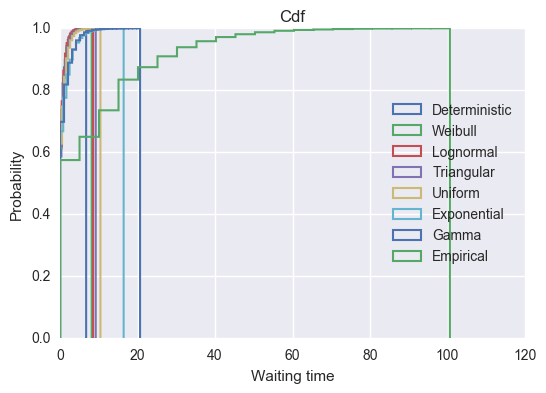 Cdf
1.0
0.8
0.6
0.4
0.2
0.0
Probability
Deterministic
Weibull
Lognormal
Triangular
Uniform
Exponential
Gamma
Empirical
0
20
40
60
80
100
120
Waiting time